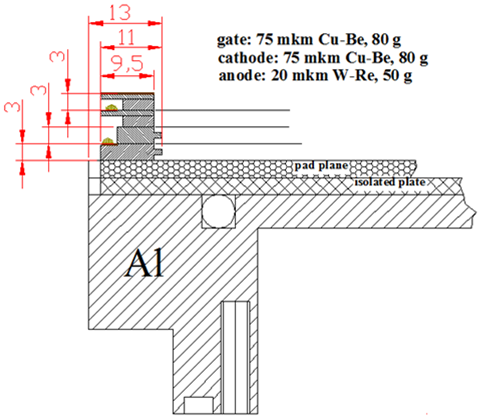 13
11
9,5
gate: 75 mkm Cu-Be, 80 g
cathode: 75 mkm Cu-Be, 80 g
anode: 20 mkm W-Re, 50 g
3
3
3
pad plane
isolated plate
Al